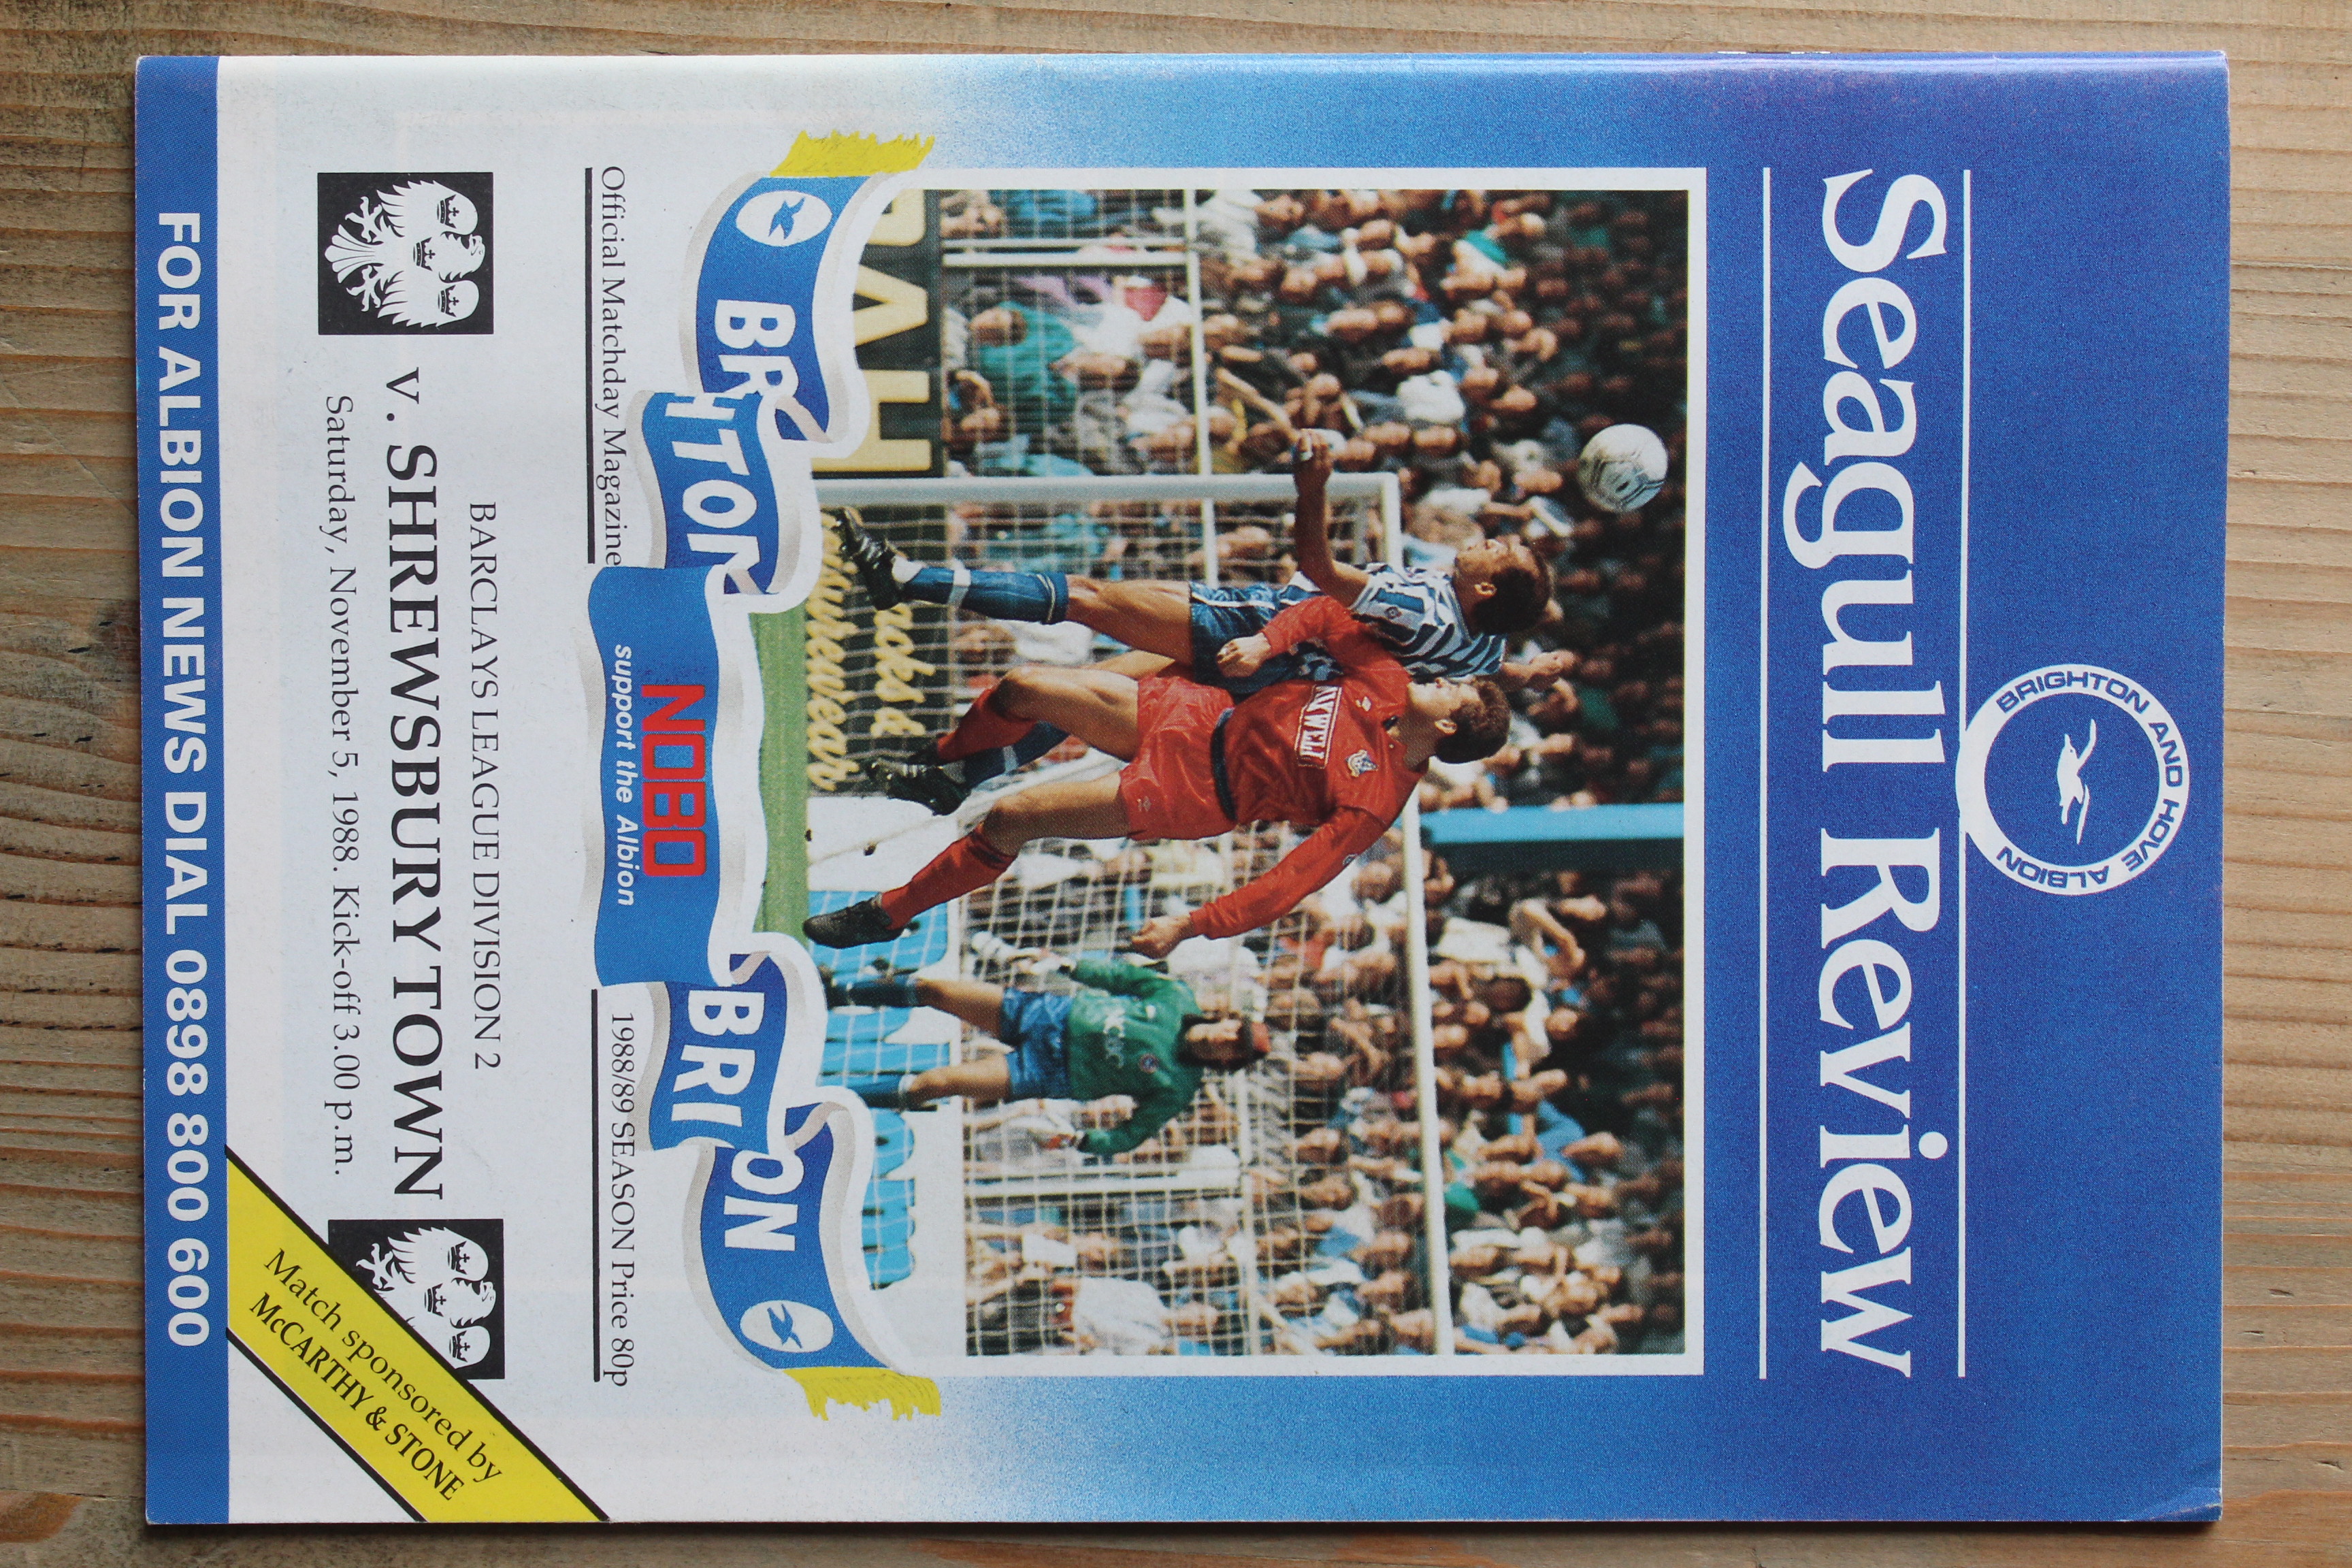 BRIGHTON AND HOVE ALBION
Seagull Review
MAXWELL
NOBO
support the Albion
Official Matchday Magazine
1988/89 SEASON Price 80p
BARCLAYS LEAGUE DIVISION 2
v. SHREWSBURY TOWN
Saturday, November 5, 1988. Kick-off 3.00 p.m.
Match sponsored by
McCARTHY & STONE
FOR ALBION NEWS DIAL 0898 800 600